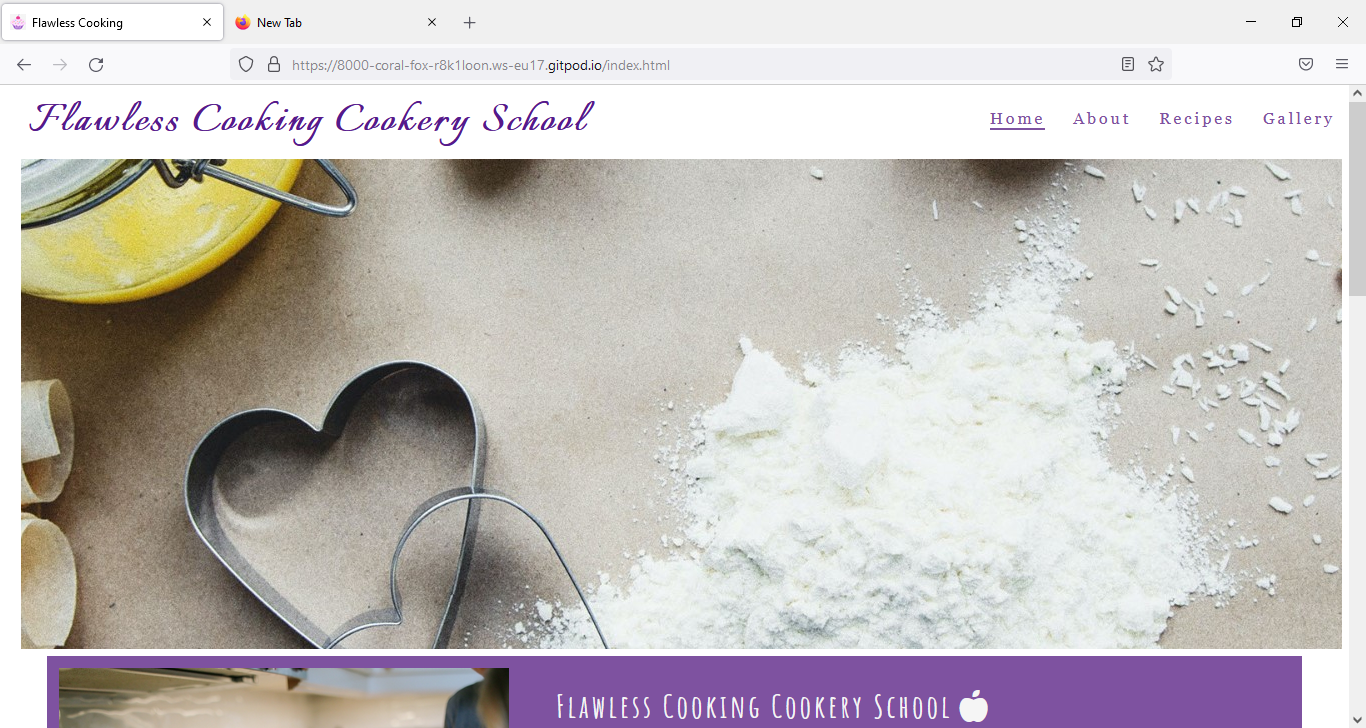 Flawless Cooking
New Tab
https://8000-coral-fox-r8k1loon.ws-eu17.gitpod.io/index.html
Flawless Cooking Cookery School
Home About Recipes Gallery
Flawless Cooking Cookery School